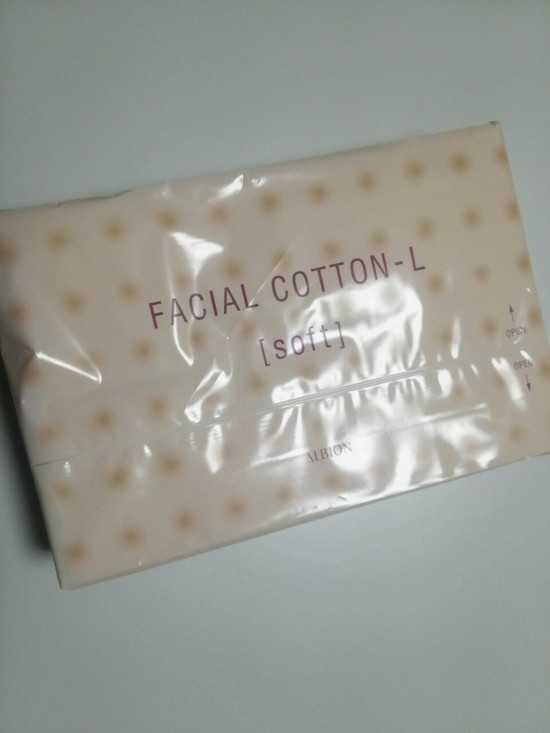 FACIAL COTTON-L
[soft]
OPEN
OPEN
ALBION